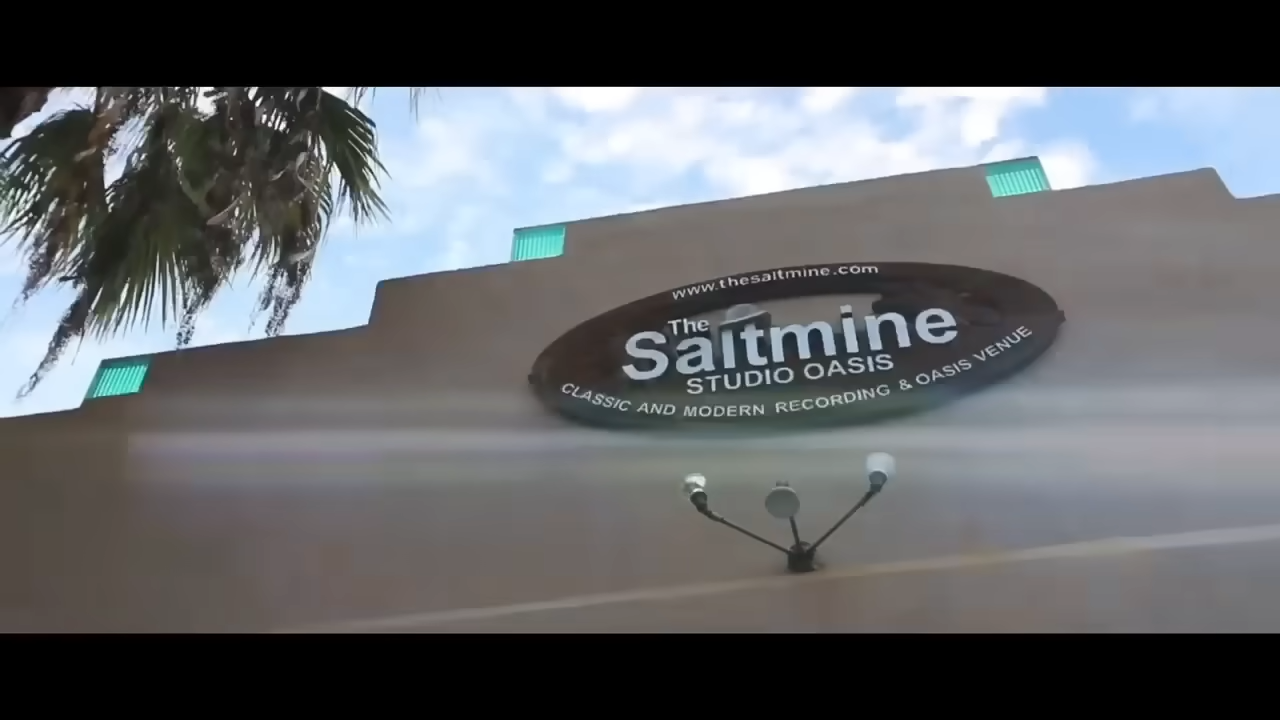 www.thesaltmine.com
The
Saltmine
STUDIO OASIS
CLASSIC AND MODERN RECORDING & OASIS VENUE